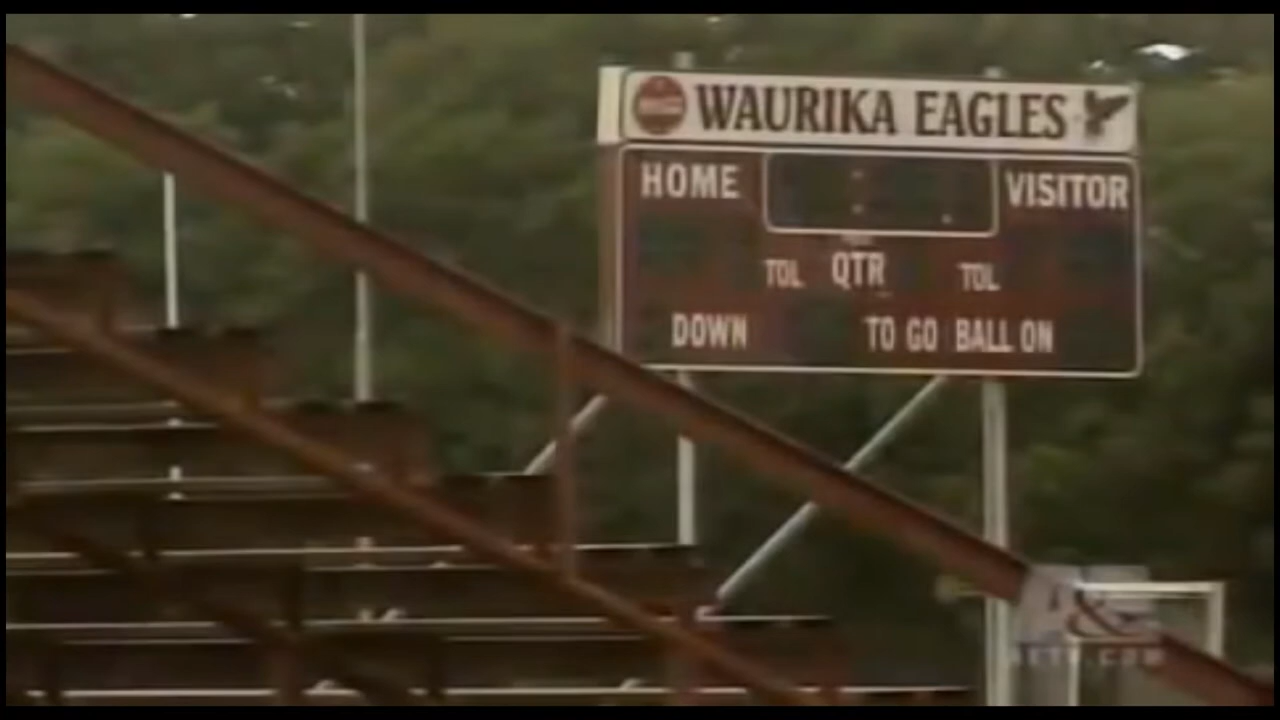 WAURIKA EAGLES
HOME VISITOR
TOL QTR TOL
DOWN TO GO BALL ON
&